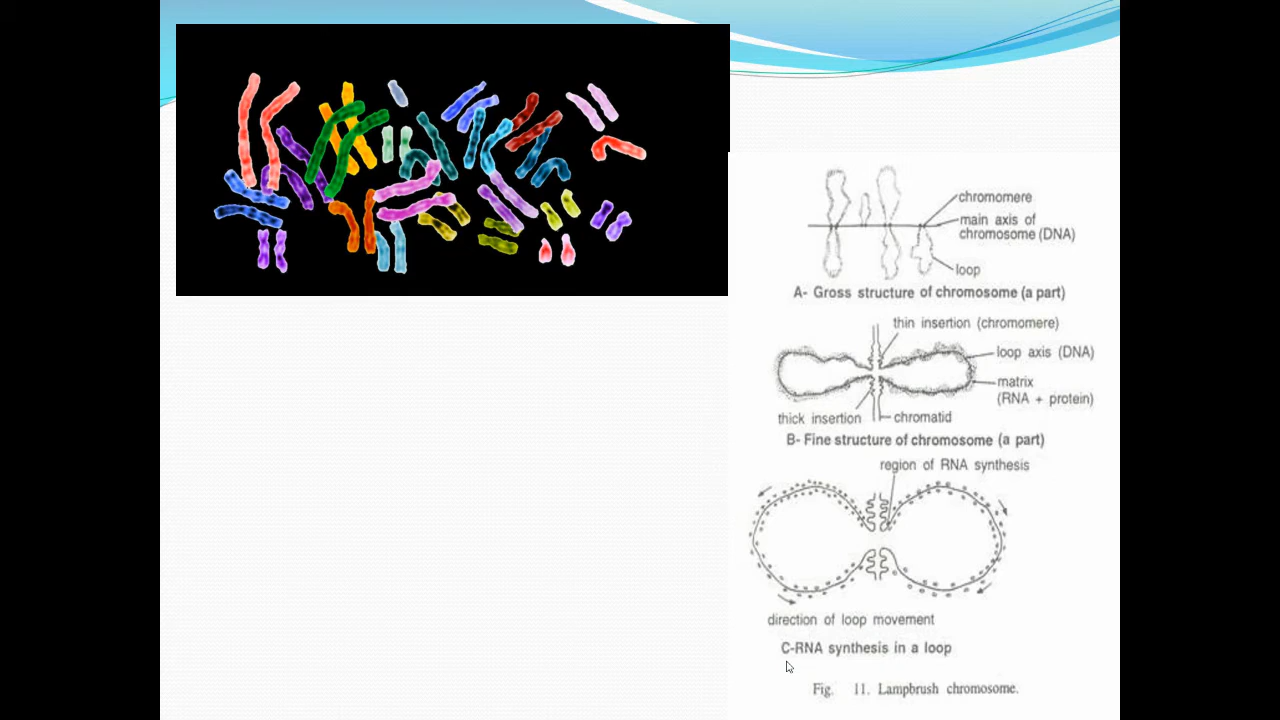 chromomere
main axis of
chromosome (DNA)
loop
A- Gross structure of chromosome (a part)
thin insertion (chromomere)
loop axis (DNA)
matrix
(RNA + protein)
thick insertion
chromatid
B- Fine structure of chromosome (a part)
region of RNA synthesis
direction of loop movement
C-RNA synthesis in a loop
Fig. 11. Lampbrush chromosome.